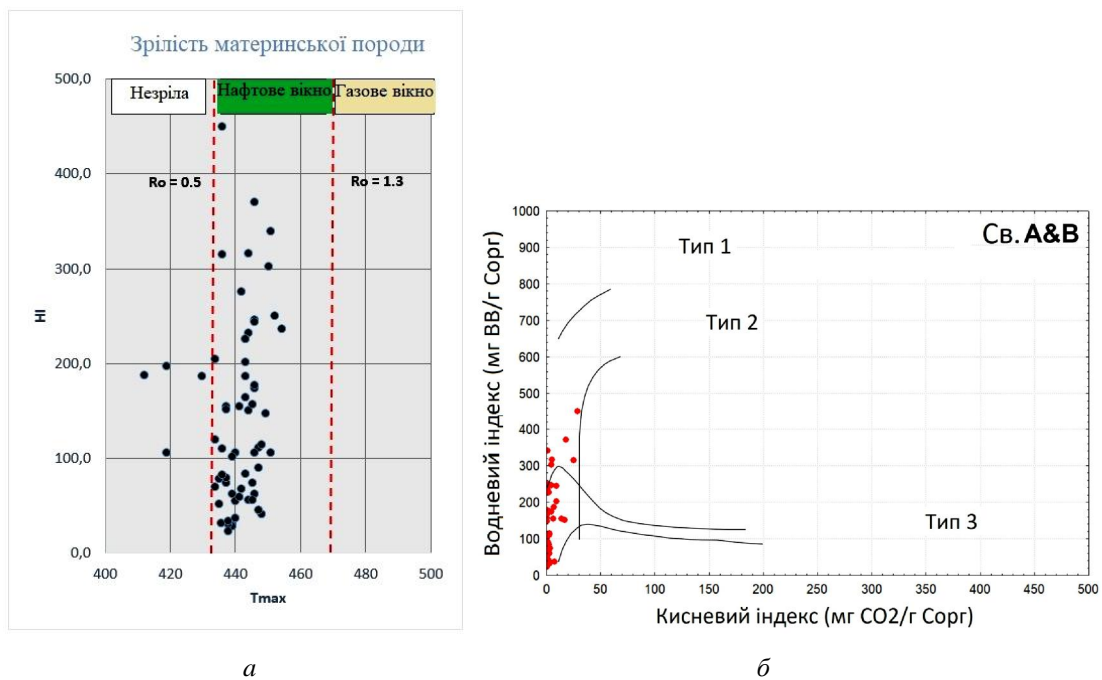 Зрілість материнської породи
500,0
Незріла
Нафтове вікно
Газове вікно
400,0
Ro = 0.5
Ro = 1.3
300,0
HI
200,0
100,0
0,0
400
420
440
460
480
500
Tmax
а
1000
Св. А&В
900
Тип 1
800
700
Тип 2
600
500
400
300
200
Тип 3
100
0
Водневий індекс (мг ВВ/г Сорг)
0
50
100
150
200
250
300
350
400
450
500
Кисневий індекс (мг СО2/г Сорг)
б